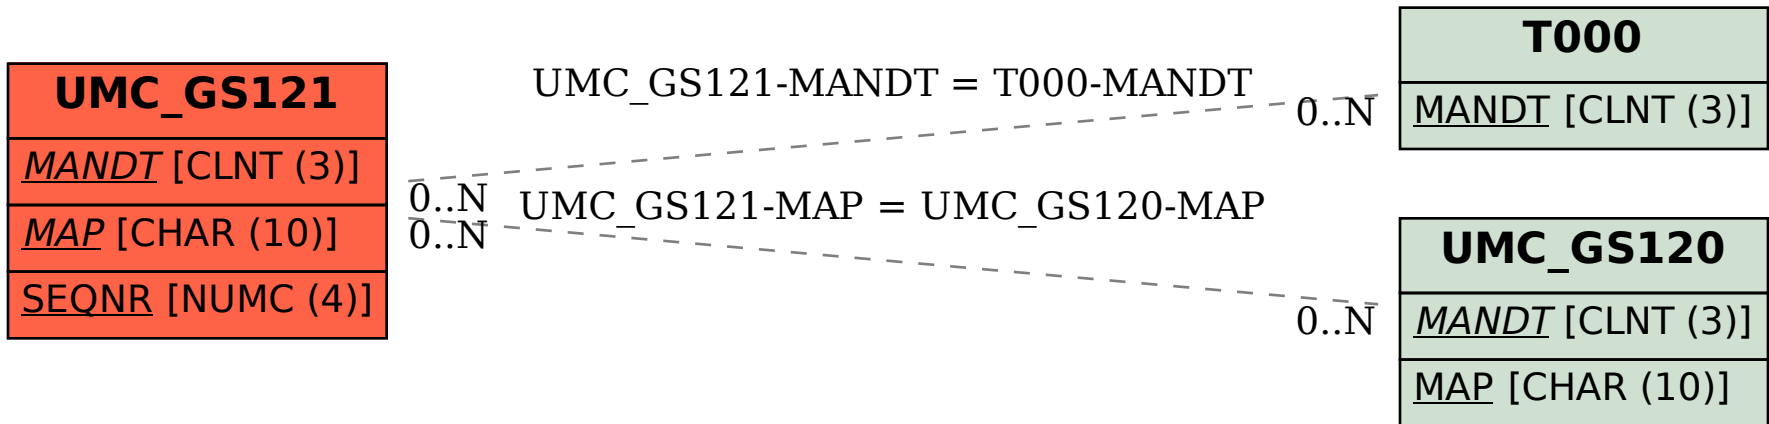 UMC_GS121
MANDT [CLNT (3)]
MAP [CHAR (10)]
SEQNR [NUMC (4)]
UMC_GS121-MANDT = T000-MANDT
0..N
0..N
UMC_GS121-MAP = UMC_GS120-MAP
0..N
0..N
T000
MANDT [CLNT (3)]
UMC_GS120
MANDT [CLNT (3)]
MAP [CHAR (10)]